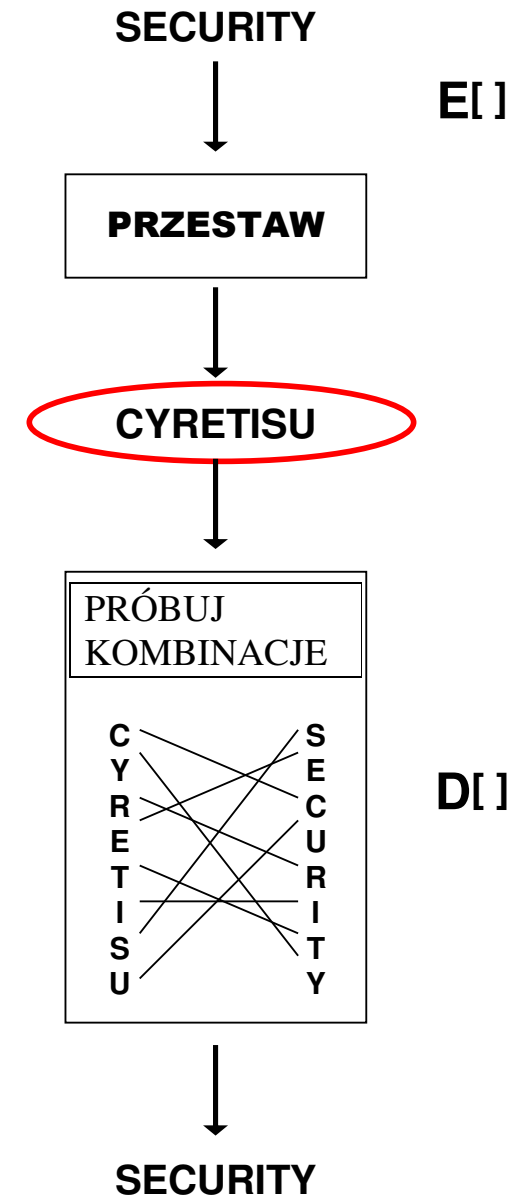 SECURITY
E[ ]
PRZESTAW
CYRETISU
PRÓBUJ
KOMBINACJE
C S
Y E
R C
E U
T R
I I
S T
U Y
D[ ]
SECURITY